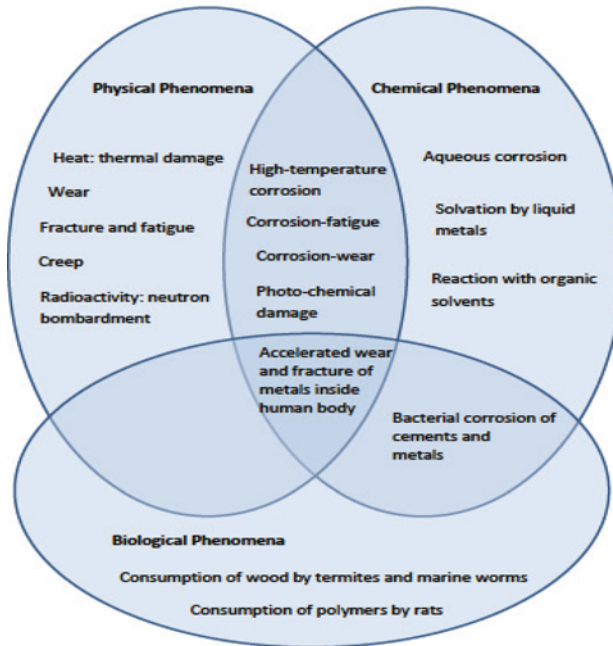 Physical Phenomena
Heat: thermal damage
Wear
Fracture and fatigue
Creep
Radioactivity: neutron
bombardment
High-temperature
corrosion
Corrosion-fatigue
Corrosion-wear
Photo-chemical
damage
Chemical Phenomena
Aqueous corrosion
Solvation by liquid
metals
Reaction with organic
solvents
Accelerated wear
and fracture of
metals inside
human body
Bacterial corrosion of
cements and
metals
Biological Phenomena
Consumption of wood by termites and marine worms
Consumption of polymers by rats